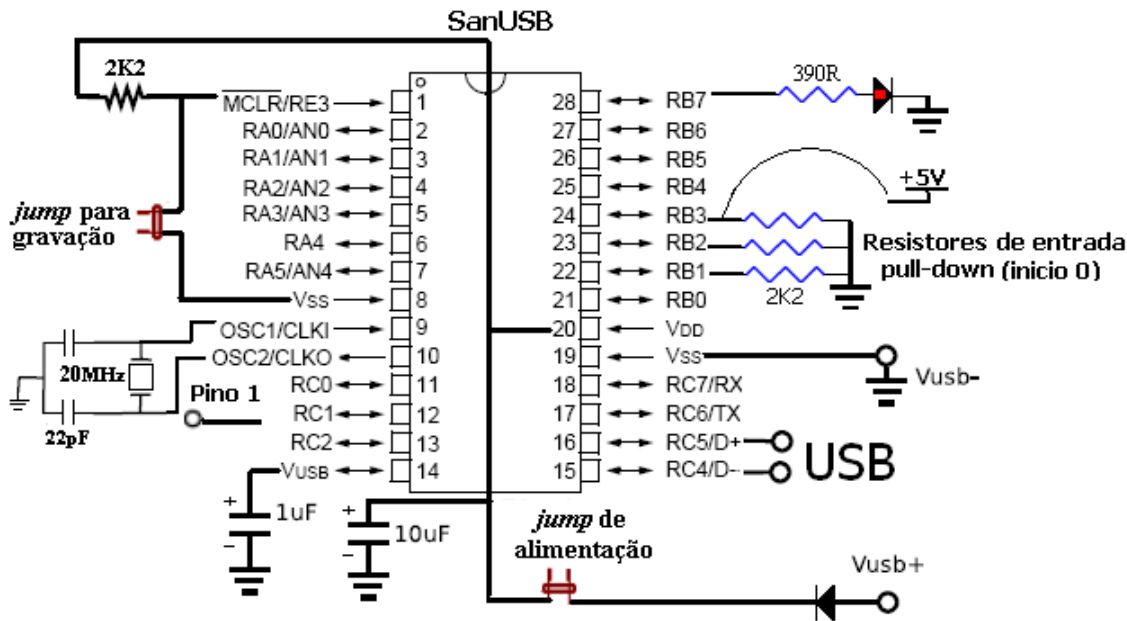 SanUSB
2K2
MCLR/RE3
RA0/AN0
RA1/AN1
RA2/AN2
RA3/AN3
RA4
RA5/AN4
Vss
OSC1/CLKI
OSC2/CLKO
RC0
RC1
RC2
VUSB
1
2
3
4
5
6
7
8
9
10
11
12
13
14
28
27
26
25
24
23
22
21
20
19
18
17
16
15
RB7
RB6
RB5
RB4
RB3
RB2
RB1
RB0
VDD
Vss
RC7/RX
RC6/TX
RC5/D+
RC4/D-
390R
+5V
Resistores de entrada
pull-down (inicio 0)
2K2
Vusb-
USB
jump para
gravação
20MHz
22pF
Pino 1
+
1uF
-
+
10uF
-
jump de
alimentação
Vusb+